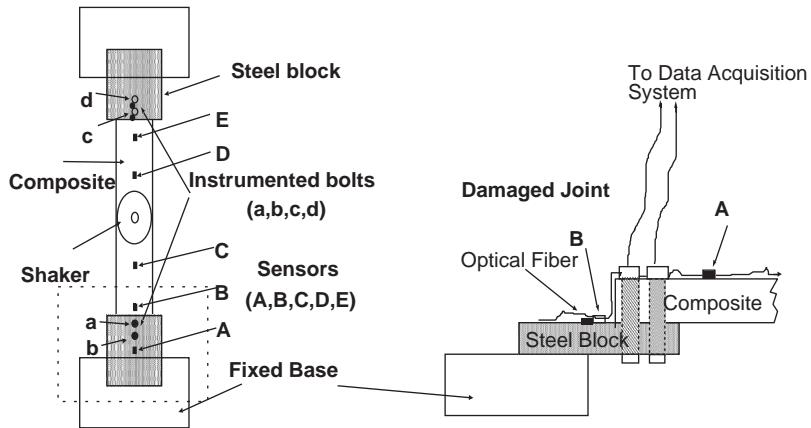 Steel block
d
c
E
D
Composite
Instrumented bolts
(a,b,c,d)
C
Shaker
Sensors
(A,B,C,D,E)
B
a
A
b
Fixed Base
To Data Acquisition
System
Damaged Joint
A
B
Optical Fiber
Composite
Steel Block